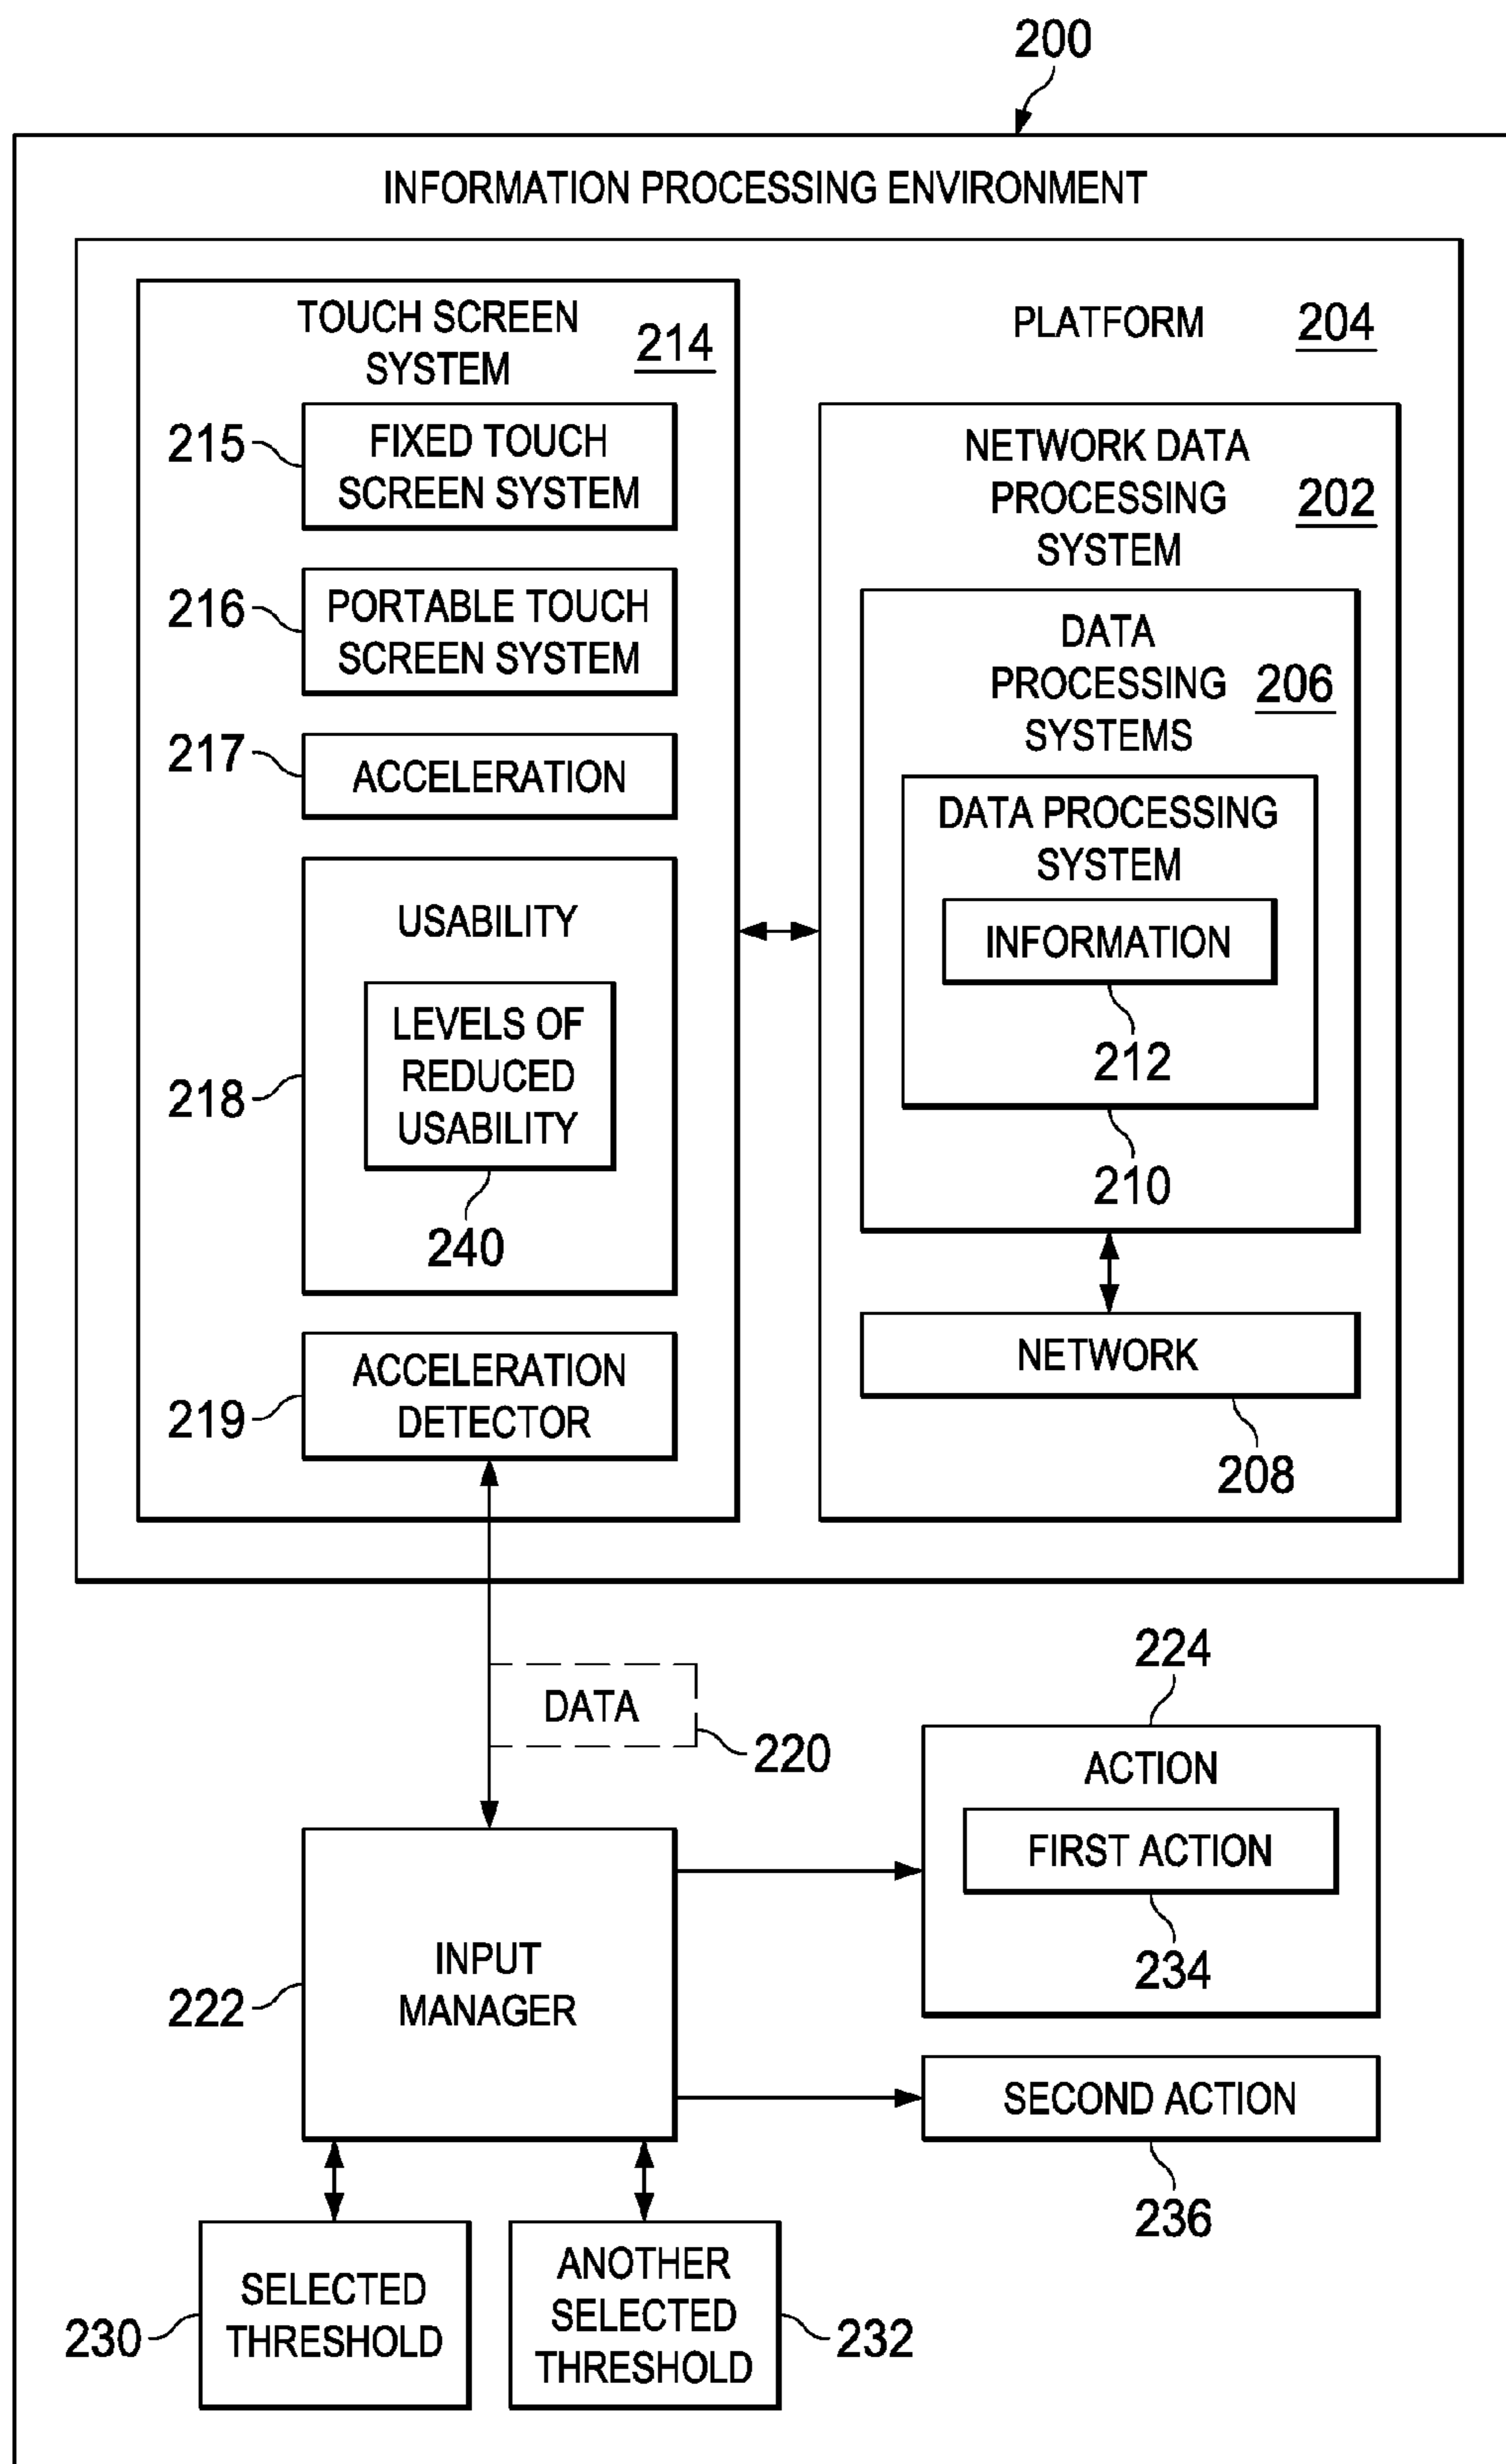 200
INFORMATION PROCESSING ENVIRONMENT
TOUCH SCREEN
SYSTEM
214
215
FIXED TOUCH
SCREEN SYSTEM
216
PORTABLE TOUCH
SCREEN SYSTEM
217
ACCELERATION
218
USABILITY
LEVELS OF
REDUCED
USABILITY
240
219
ACCELERATION
DETECTOR
PLATFORM
204
NETWORK DATA
PROCESSING
SYSTEM
202
DATA
PROCESSING
SYSTEMS
206
DATA PROCESSING
SYSTEM
INFORMATION
212
210
NETWORK
208
DATA
220
224
ACTION
FIRST ACTION
234
222
INPUT
MANAGER
SECOND ACTION
236
230
SELECTED
THRESHOLD
ANOTHER
SELECTED
THRESHOLD
232